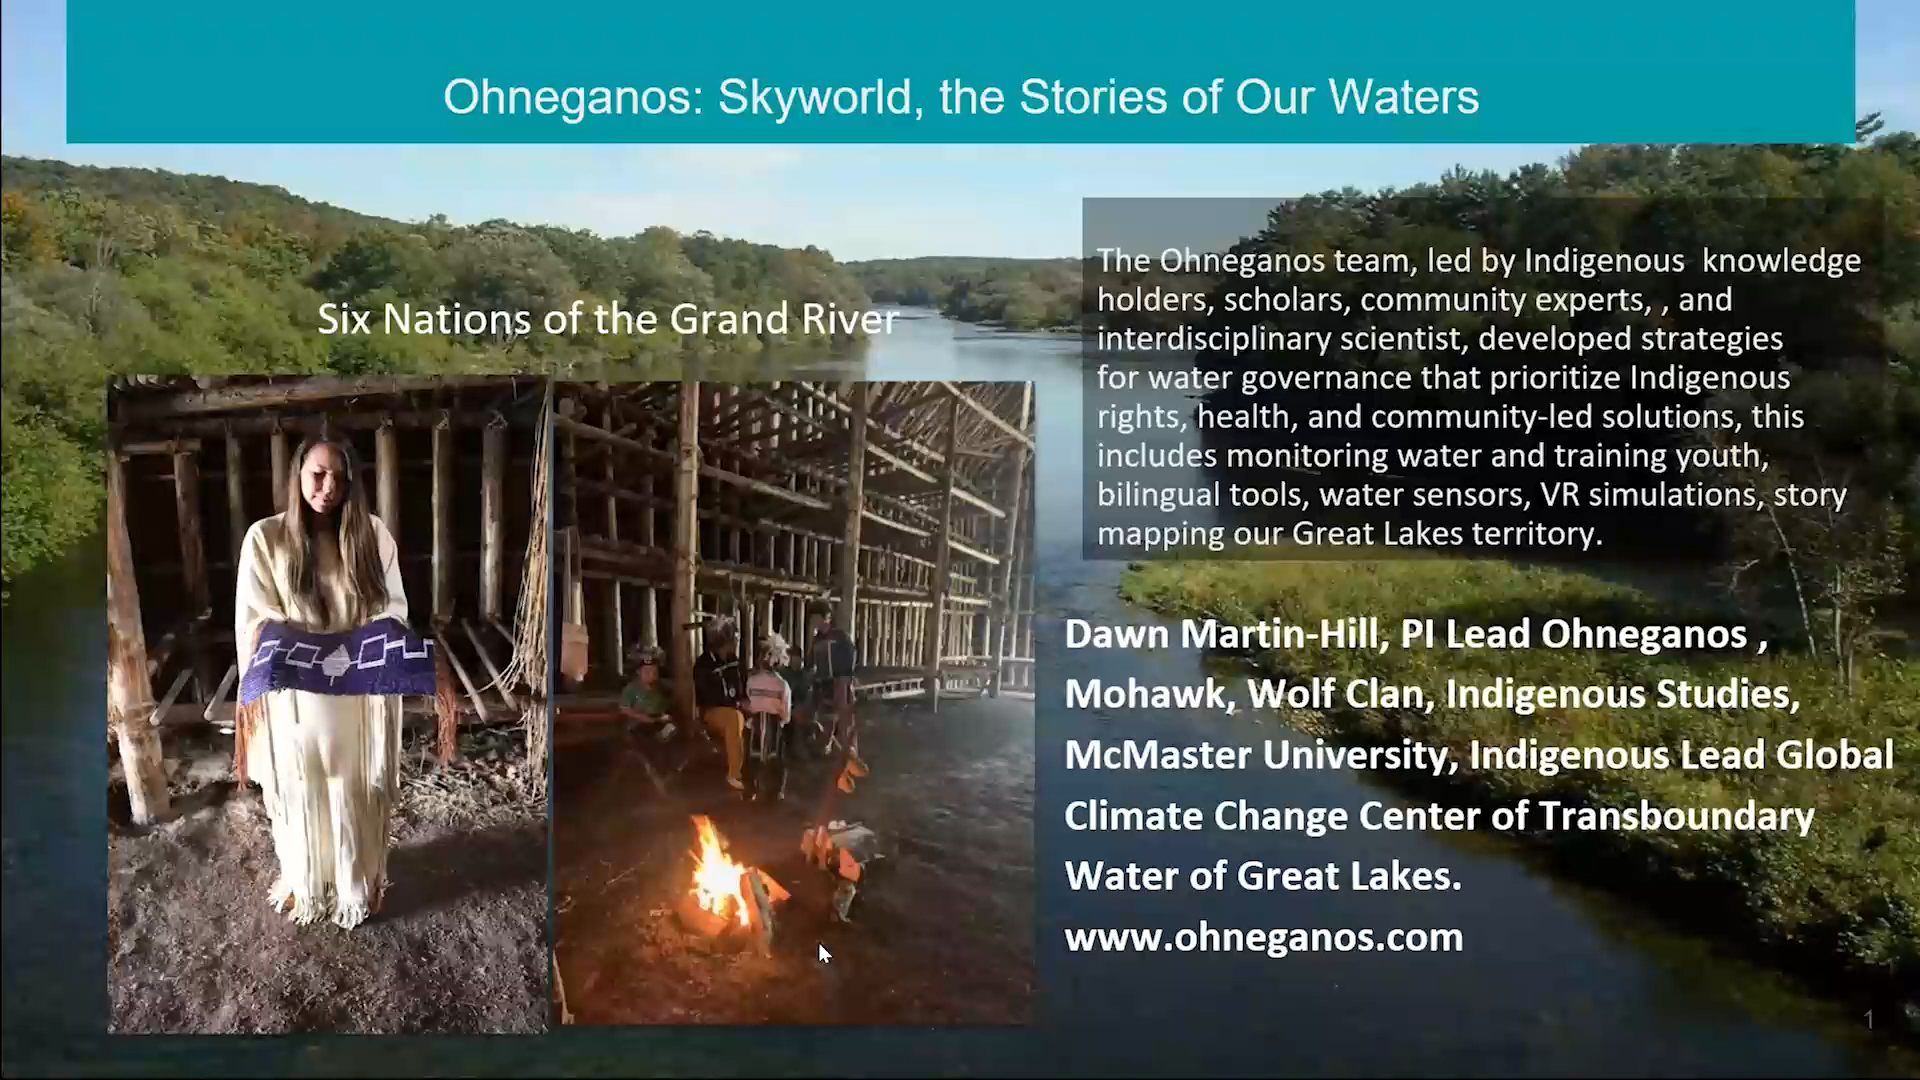 Ohneganos: Skyworld, the Stories of Our Waters
Six Nations of the Grand River
The Ohneganos team, led by Indigenous  knowledge
holders, scholars, community experts, , and
interdisciplinary scientist, developed strategies
for water governance that prioritize Indigenous
rights, health, and community-led solutions, this
includes monitoring water and training youth,
bilingual tools, water sensors, VR simulations, story
mapping our Great Lakes territory.
Dawn Martin-Hill, PI Lead Ohneganos ,
Mohawk, Wolf Clan, Indigenous Studies,
McMaster University, Indigenous Lead Global
Climate Change Center of Transboundary
Water of Great Lakes.
www.ohneganos.com
1